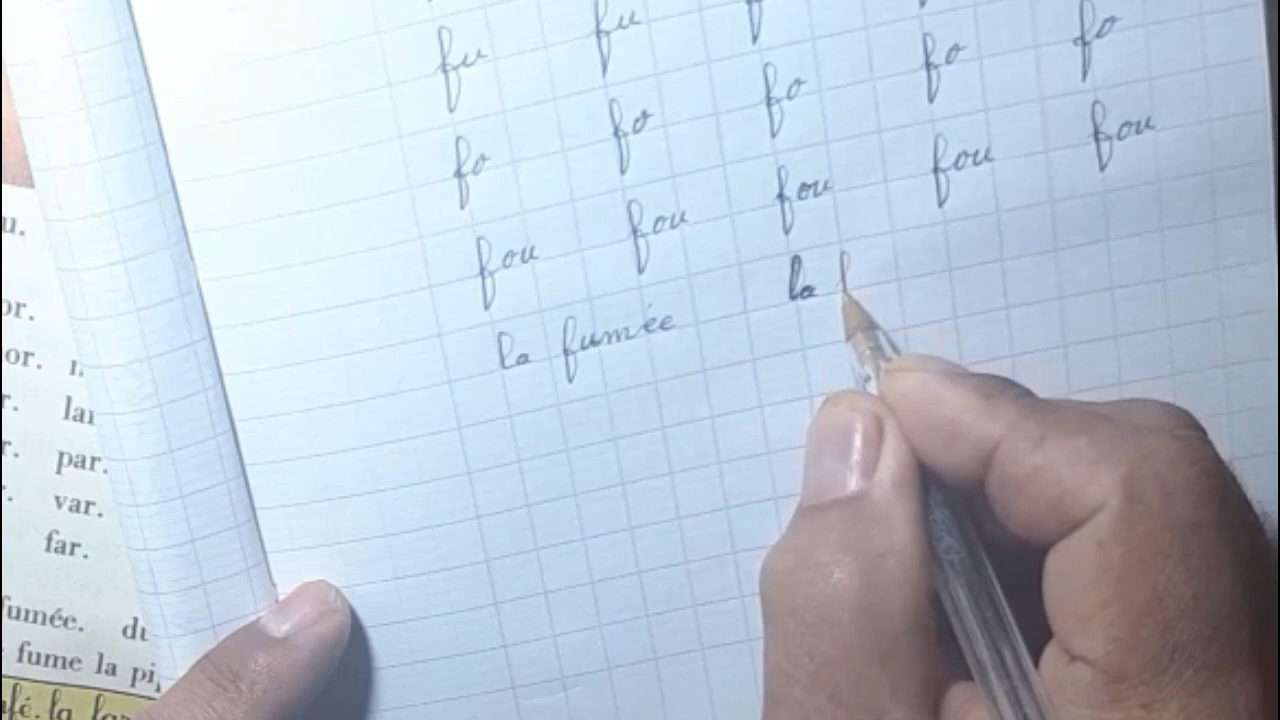 fu fu
fo fo fo fo fo
fou fou fou fou fou
la fumée la
u.
or.
or.
r.
r. par.
var.
far.
fumée.
fume la
la